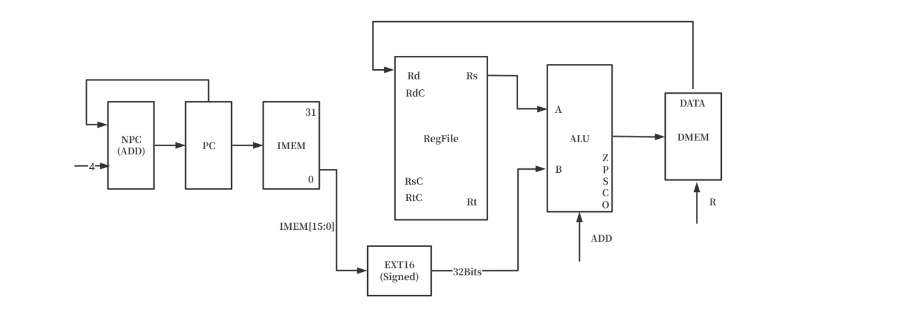 NPC
(ADD)
4
PC
31
IMEM
0
IMEM[15:0]
EXT16
(Signed)
32Bits
Rd
Rs
RdC
RegFile
RsC
RtC
Rt
A
ALU
B
Z
P
S
C
O
ADD
DATA
DMEM
R